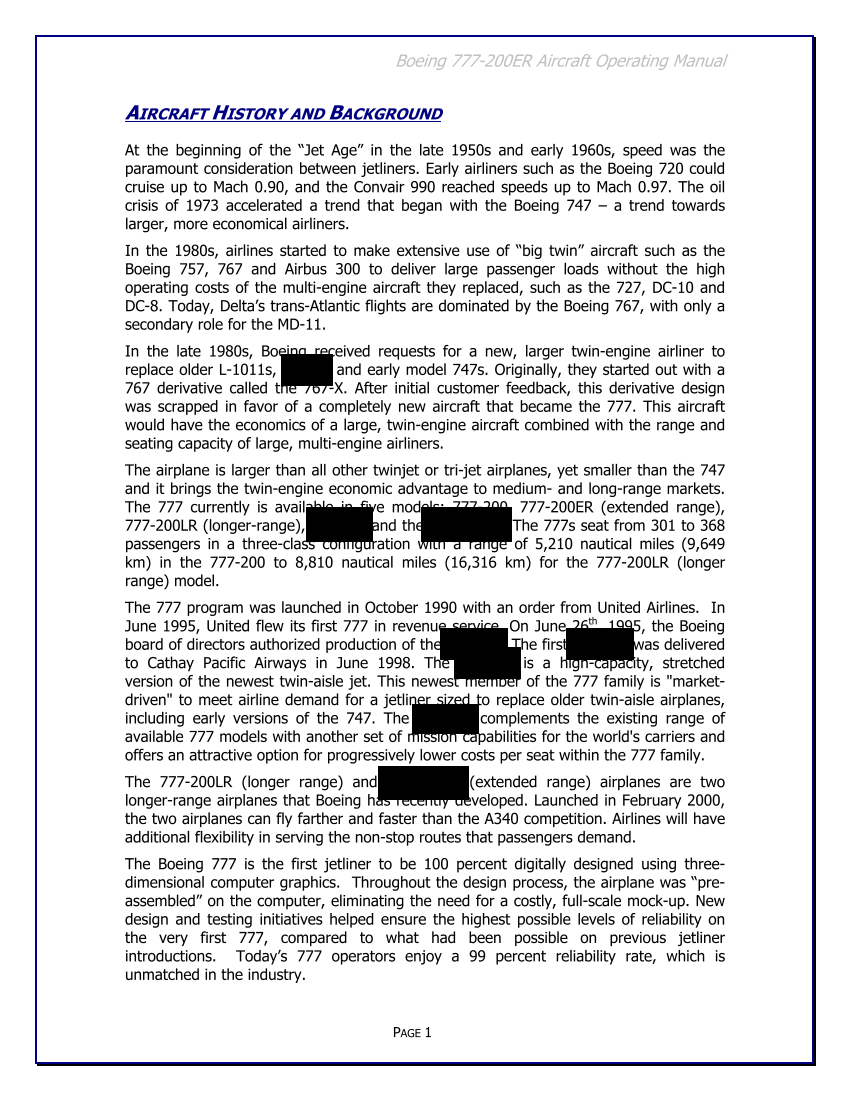 Boeing 777-200ER Aircraft Operating Manual
AIRCRAFT HISTORY AND BACKGROUND
At the beginning of the “Jet Age” in the late 1950s and early 1960s, speed was the
paramount consideration between jetliners. Early airliners such as the Boeing 720 could
cruise up to Mach 0.90, and the Convair 990 reached speeds up to Mach 0.97. The oil
crisis of 1973 accelerated a trend that began with the Boeing 747 – a trend towards
larger, more economical airliners.
In the 1980s, airlines started to make extensive use of “big twin” aircraft such as the
Boeing 757, 767 and Airbus 300 to deliver large passenger loads without the high
operating costs of the multi-engine aircraft they replaced, such as the 727, DC-10 and
DC-8. Today, Delta’s trans-Atlantic flights are dominated by the Boeing 767, with only a
secondary role for the MD-11.
In the late 1980s, Boeing received requests for a new, larger twin-engine airliner to
replace older L-1011s, and early model 747s. Originally, they started out with a
767 derivative called the 767-X. After initial customer feedback, this derivative design
was scrapped in favor of a completely new aircraft that became the 777. This aircraft
would have the economics of a large, twin-engine aircraft combined with the range and
seating capacity of large, multi-engine airliners.
The airplane is larger than all other twinjet or tri-jet airplanes, yet smaller than the 747
and it brings the twin-engine economic advantage to medium- and long-range markets.
The 777 currently is available in five models: 777-200, 777-200ER (extended range),
777-200LR (longer-range), and the The 777s seat from 301 to 368
passengers in a three-class configuration with a range of 5,210 nautical miles (9,649
km) in the 777-200 to 8,810 nautical miles (16,316 km) for the 777-200LR (longer
range) model.
The 777 program was launched in October 1990 with an order from United Airlines. In
June 1995, United flew its first 777 in revenue service. On June 26th, 1995, the Boeing
board of directors authorized production of the The first was delivered
to Cathay Pacific Airways in June 1998. The is a high-capacity, stretched
version of the newest twin-aisle jet. This newest member of the 777 family is "market-
driven" to meet airline demand for a jetliner sized to replace older twin-aisle airplanes,
including early versions of the 747. The complements the existing range of
available 777 models with another set of mission capabilities for the world's carriers and
offers an attractive option for progressively lower costs per seat within the 777 family.
The 777-200LR (longer range) and (extended range) airplanes are two
longer-range airplanes that Boeing has recently developed. Launched in February 2000,
the two airplanes can fly farther and faster than the A340 competition. Airlines will have
additional flexibility in serving the non-stop routes that passengers demand.
The Boeing 777 is the first jetliner to be 100 percent digitally designed using three-
dimensional computer graphics. Throughout the design process, the airplane was “pre-
assembled” on the computer, eliminating the need for a costly, full-scale mock-up. New
design and testing initiatives helped ensure the highest possible levels of reliability on
the very first 777, compared to what had been possible on previous jetliner
introductions. Today’s 777 operators enjoy a 99 percent reliability rate, which is
unmatched in the industry.
PAGE 1